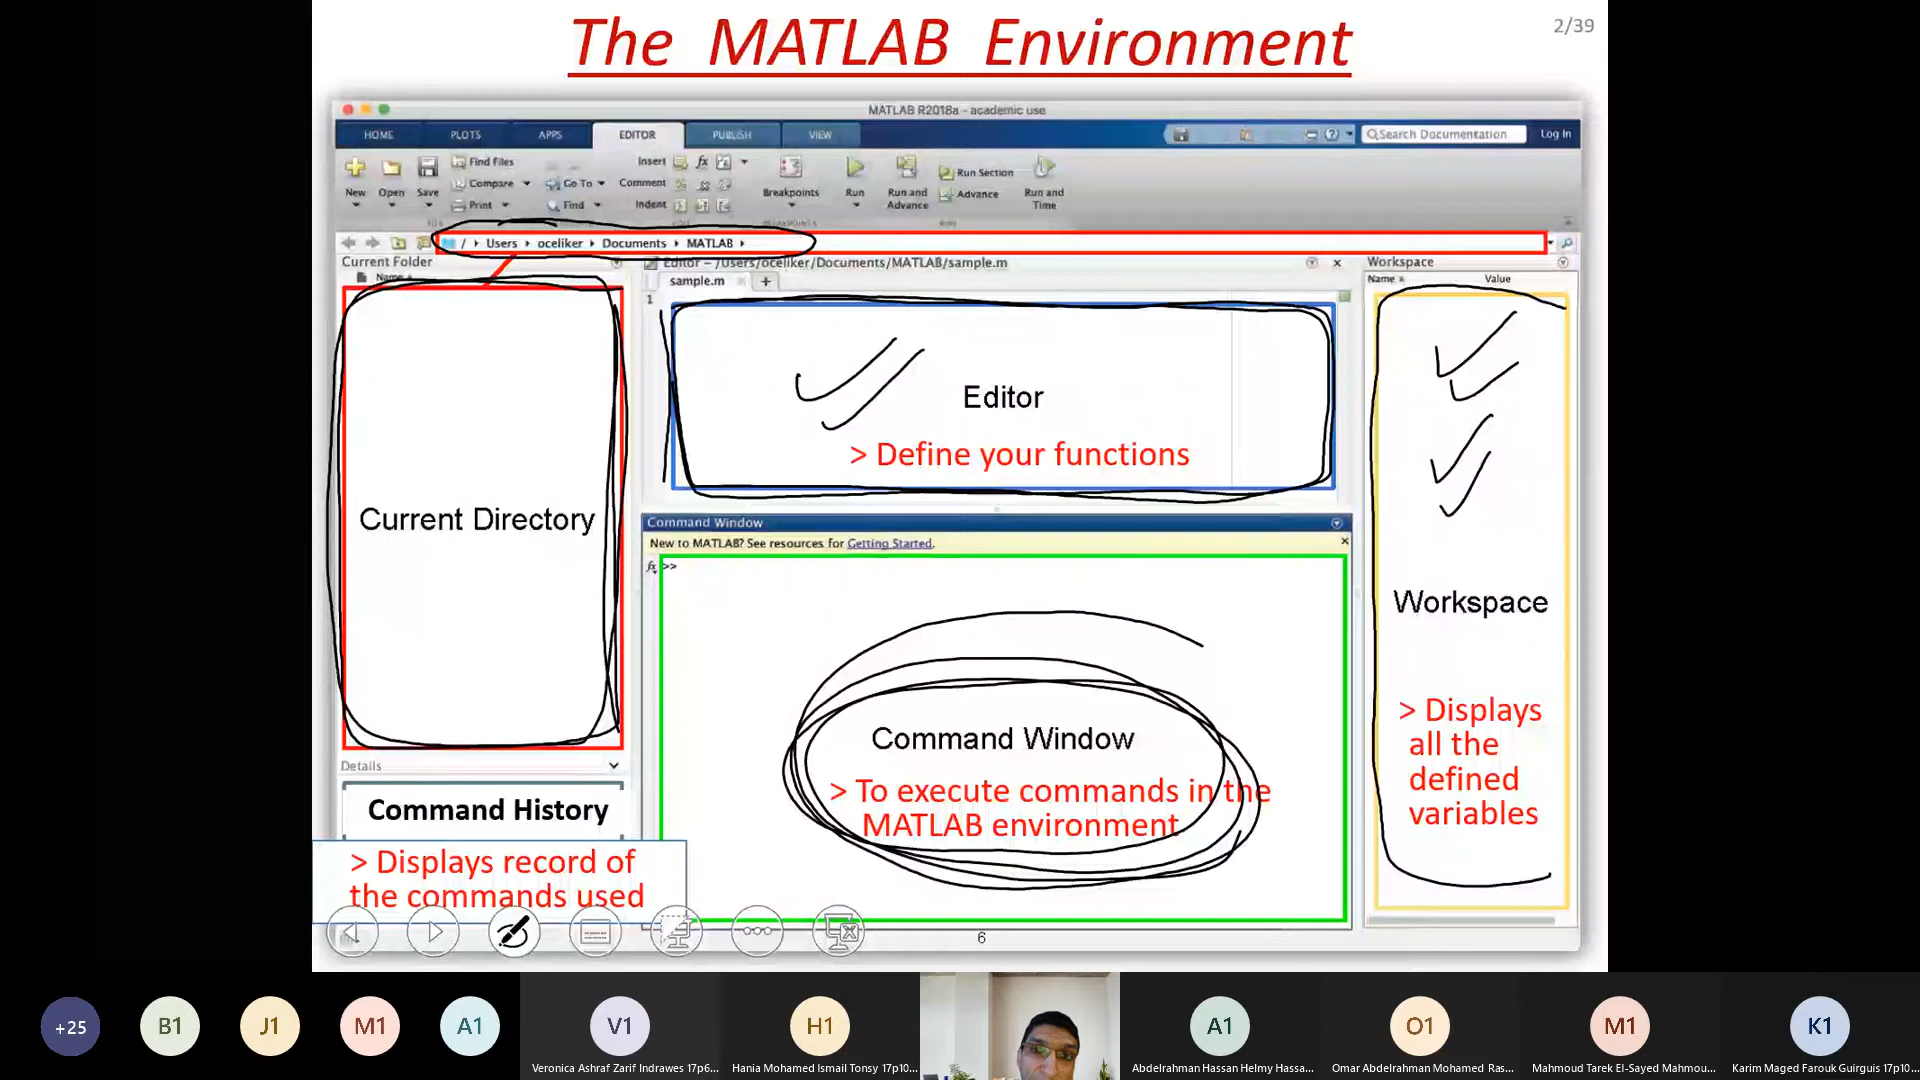 The MATLAB Environment
2/39
MATLAB R2018a - academic use
HOME PLOTS APPS EDITOR PUBLISH VIEW
Search Documentation Log In
Find Files Insert fx
Compare Go To Comment Run Section
New Open Save Breakpoints Run Run and Advance Advance Run and Time
Print Find Indent
/ Users oceliker Documents MATLAB
Current Folder
Editor - /Users/oceliker/Documents/MATLAB/sample.m
Workspace
Name
sample.m +
Name Value
1
Editor
> Define your functions
Current Directory
Command Window
New to MATLAB? See resources for Getting Started.
fx >>
Workspace
Command Window
> To execute commands in the
MATLAB environment
> Displays
all the
defined
variables
Details
Command History
> Displays record of
the commands used
6
+25 B1 J1 M1 A1 V1 H1 A1 O1 M1 K1
Veronica Ashraf Zarif Indrawes 17p6...
Hania Mohamed Ismail Tonsy 17p10...
Abdelrahman Hassan Helmy Hassa...
Omar Abdelrahman Mohamed Ras...
Mahmoud Tarek El-Sayed Mahmou...
Karim Maged Farouk Guirguis 17p10...